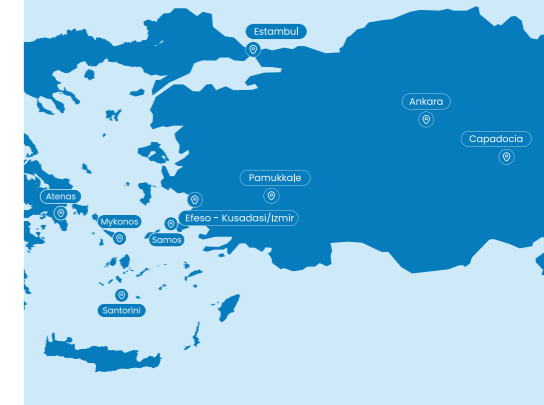 Estambul
Ankara
Capadocia
Pamukkale
Atenas
Mykonos
Efeso - Kusadasi/Izmir
Samos
Santorini